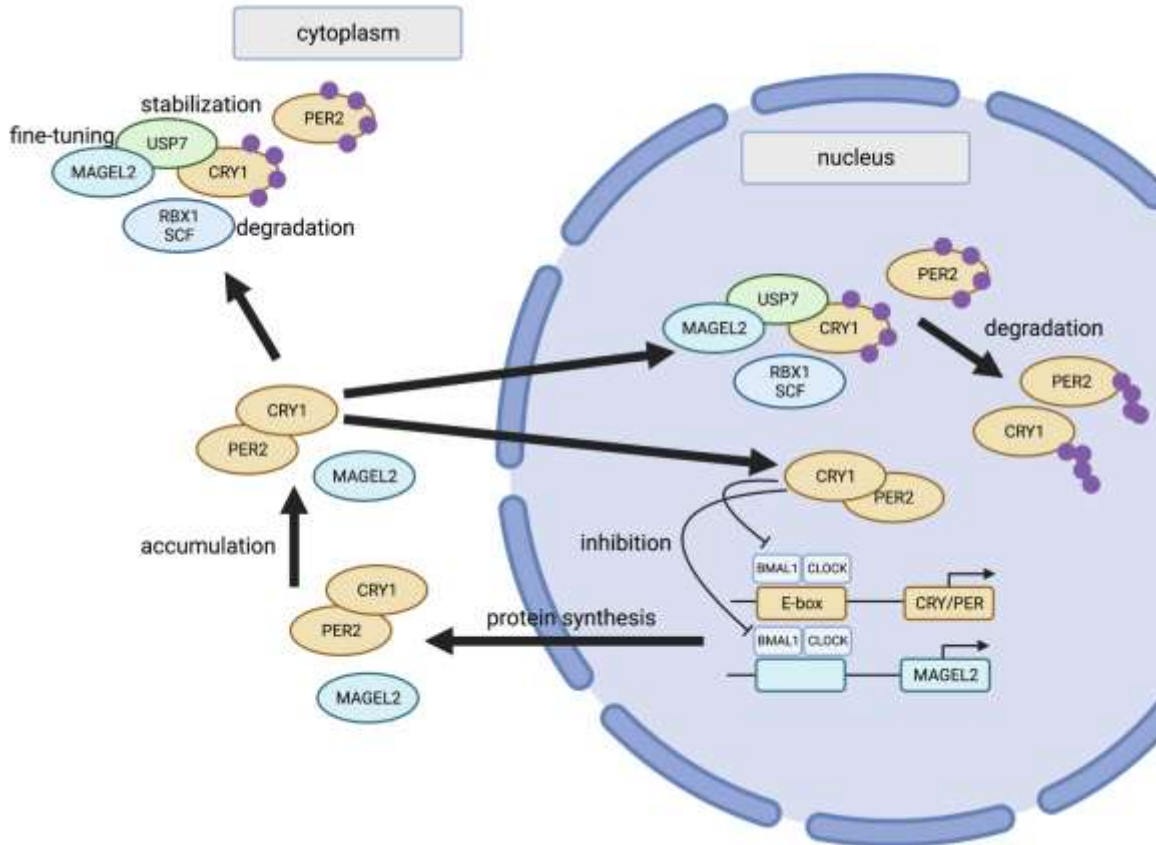 cytoplasm
stabilization
PER2
fine-tuning
USP7
MAGEL2
CRY1
RBX1
SCF
degradation
CRY1
PER2
MAGEL2
accumulation
CRY1
PER2
MAGEL2
protein synthesis
nucleus
PER2
USP7
MAGEL2
CRY1
degradation
RBX1
SCF
PER2
CRY1
CRY1
PER2
inhibition
BMAL1 CLOCK
E-box CRY/PER
BMAL1 CLOCK
MAGEL2